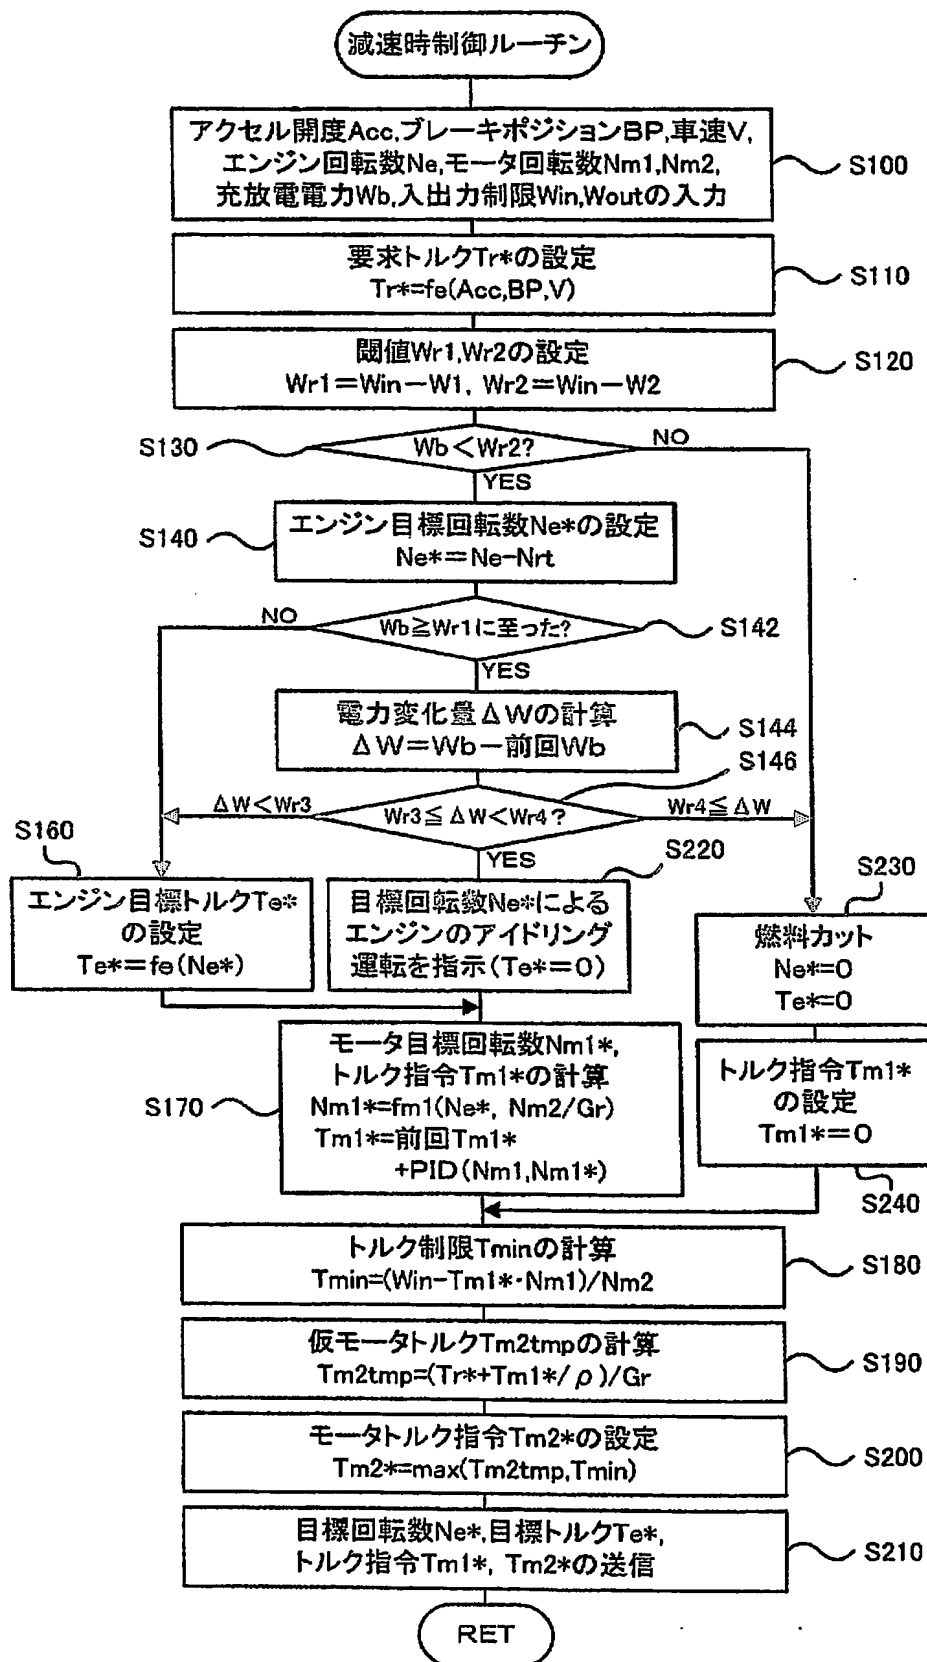 減速時制御ルーチン
アクセル開度Acc,ブレーキポジションBP,車速V,
エンジン回転数Ne,モータ回転数Nm1,Nm2,
充放電電力Wb,入出力制限Win,Woutの入力
S100
要求トルクTr*の設定
Tr*=fe(Acc,BP,V)
S110
閾値Wr1,Wr2の設定
Wr1=Win-W1, Wr2=Win-W2
S120
S130
Wb<Wr2?
NO
YES
S140
エンジン目標回転数Ne*の設定
Ne*=Ne-Nrt
NO
Wb≧Wr1に至った?
S142
YES
電力変化量ΔWの計算
ΔW=Wb-前回Wb
S144
S146
ΔW<Wr3
Wr3≦ΔW<Wr4?
Wr4≦ΔW
S160
YES
S220
S230
エンジン目標トルクTe*
の設定
Te*=fe(Ne*)
目標回転数Ne*による
エンジンのアイドリング
運転を指示(Te*=0)
燃料カット
Ne*=0
Te*=0
S170
モータ目標回転数Nm1*,
トルク指令Tm1*の計算
Nm1*=fm1(Ne*, Nm2/Gr)
Tm1*=前回Tm1*
+PID(Nm1,Nm1*)
トルク指令Tm1*
の設定
Tm1*=0
S240
トルク制限Tminの計算
Tmin=(Win-Tm1*・Nm1)/Nm2
S180
仮モータトルクTm2tmpの計算
Tm2tmp=(Tr*+Tm1*/ρ)/Gr
S190
モータトルク指令Tm2*の設定
Tm2*=max(Tm2tmp,Tmin)
S200
目標回転数Ne*,目標トルクTe*,
トルク指令Tm1*, Tm2*の送信
S210
RET